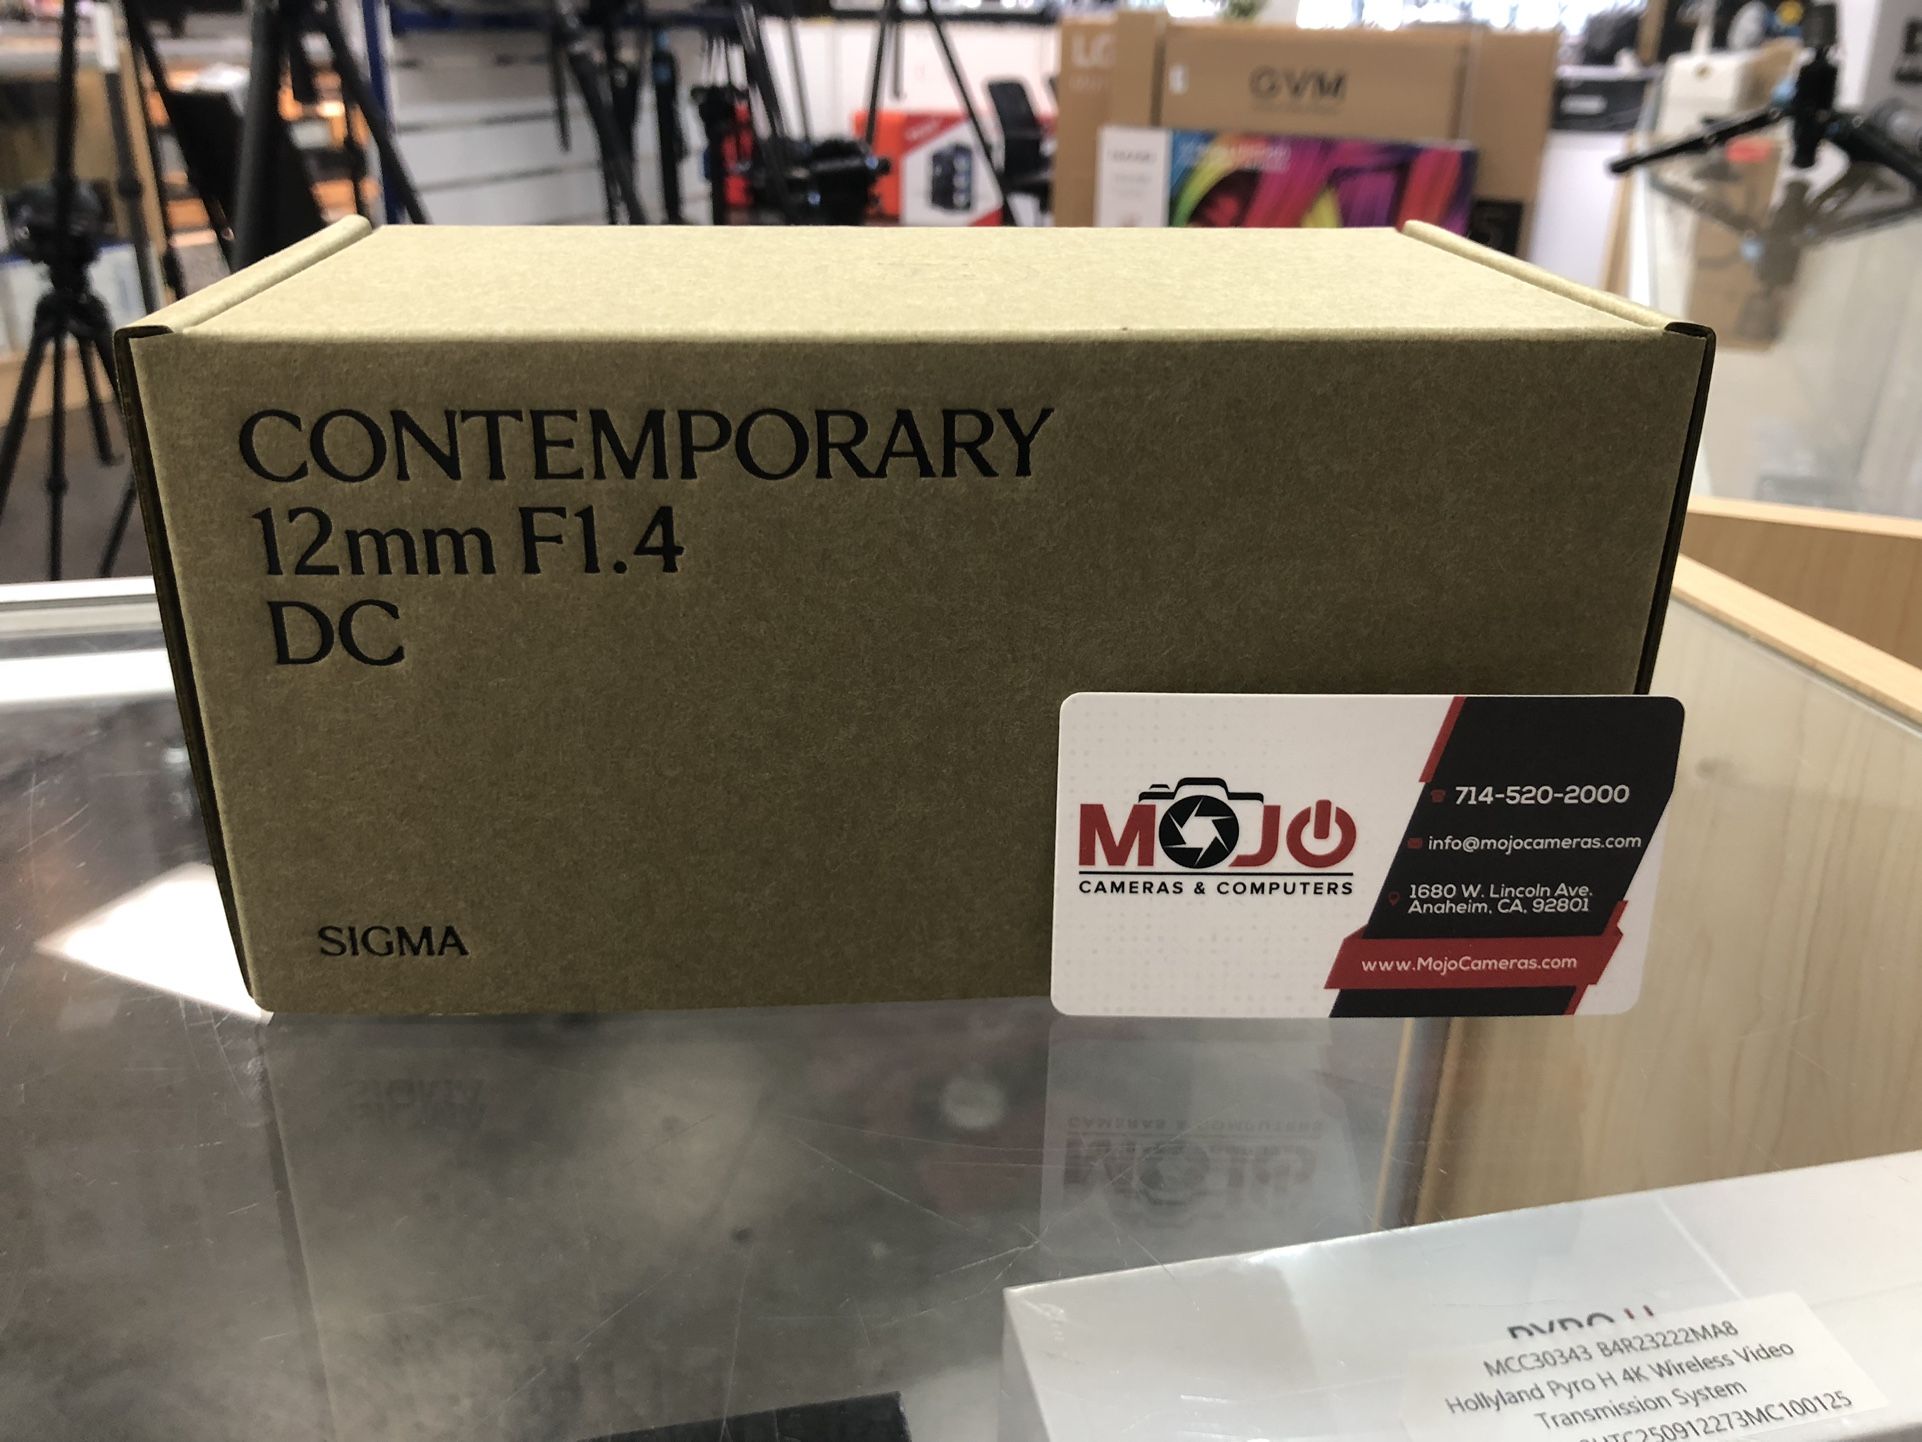 LG
GVM
CONTEMPORARY
12mm F1.4
DC
SIGMA
MOJO
CAMERAS & COMPUTERS
714-520-2000
info@mojocameras.com
1680 W. Lincoln Ave.
Anaheim, CA, 92801
www.MojoCameras.com
MCC30343 B4R23222MA8
Hollyland Pyro H 4K Wireless Video
Transmission System